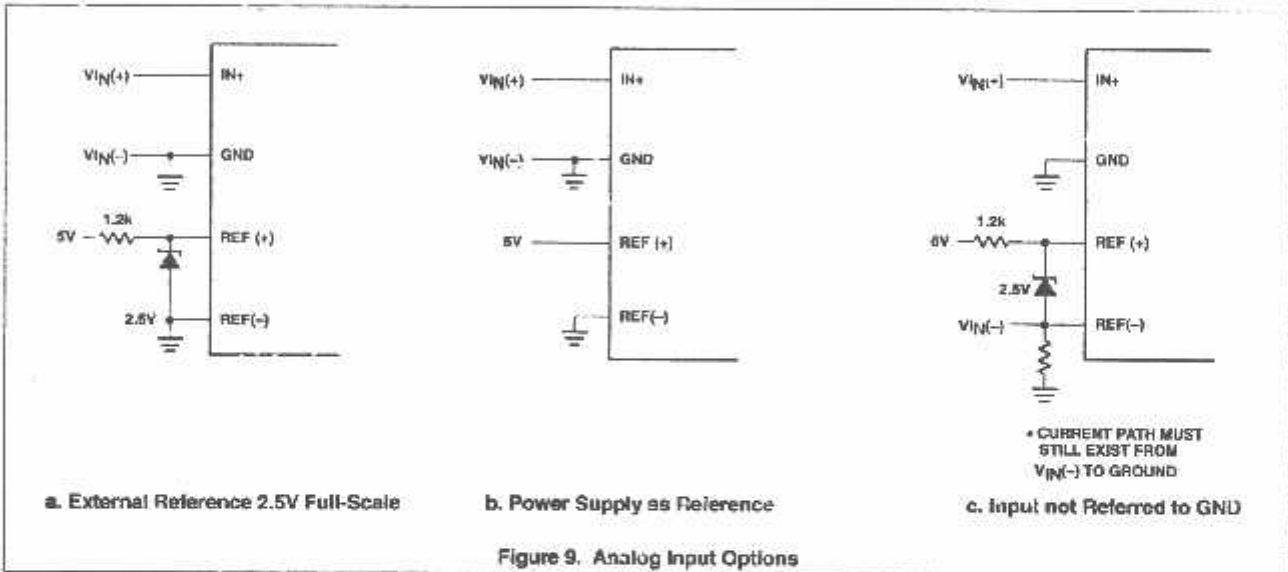 VIN(+)
IN+
VIN(–)
GND
1.2k
5V
REF (+)
2.5V
REF(–)
a. External Reference 2.5V Full-Scale
VIN(+)
IN+
VIN(–)
GND
5V
REF (+)
REF(–)
b. Power Supply as Reference
VIN(+)
IN+
GND
1.2k
5V
REF (+)
2.5V
VIN(–)
REF(–)
• CURRENT PATH MUST
STILL EXIST FROM
VIN(–) TO GROUND
c. Input not Referred to GND
Figure 9. Analog Input Options